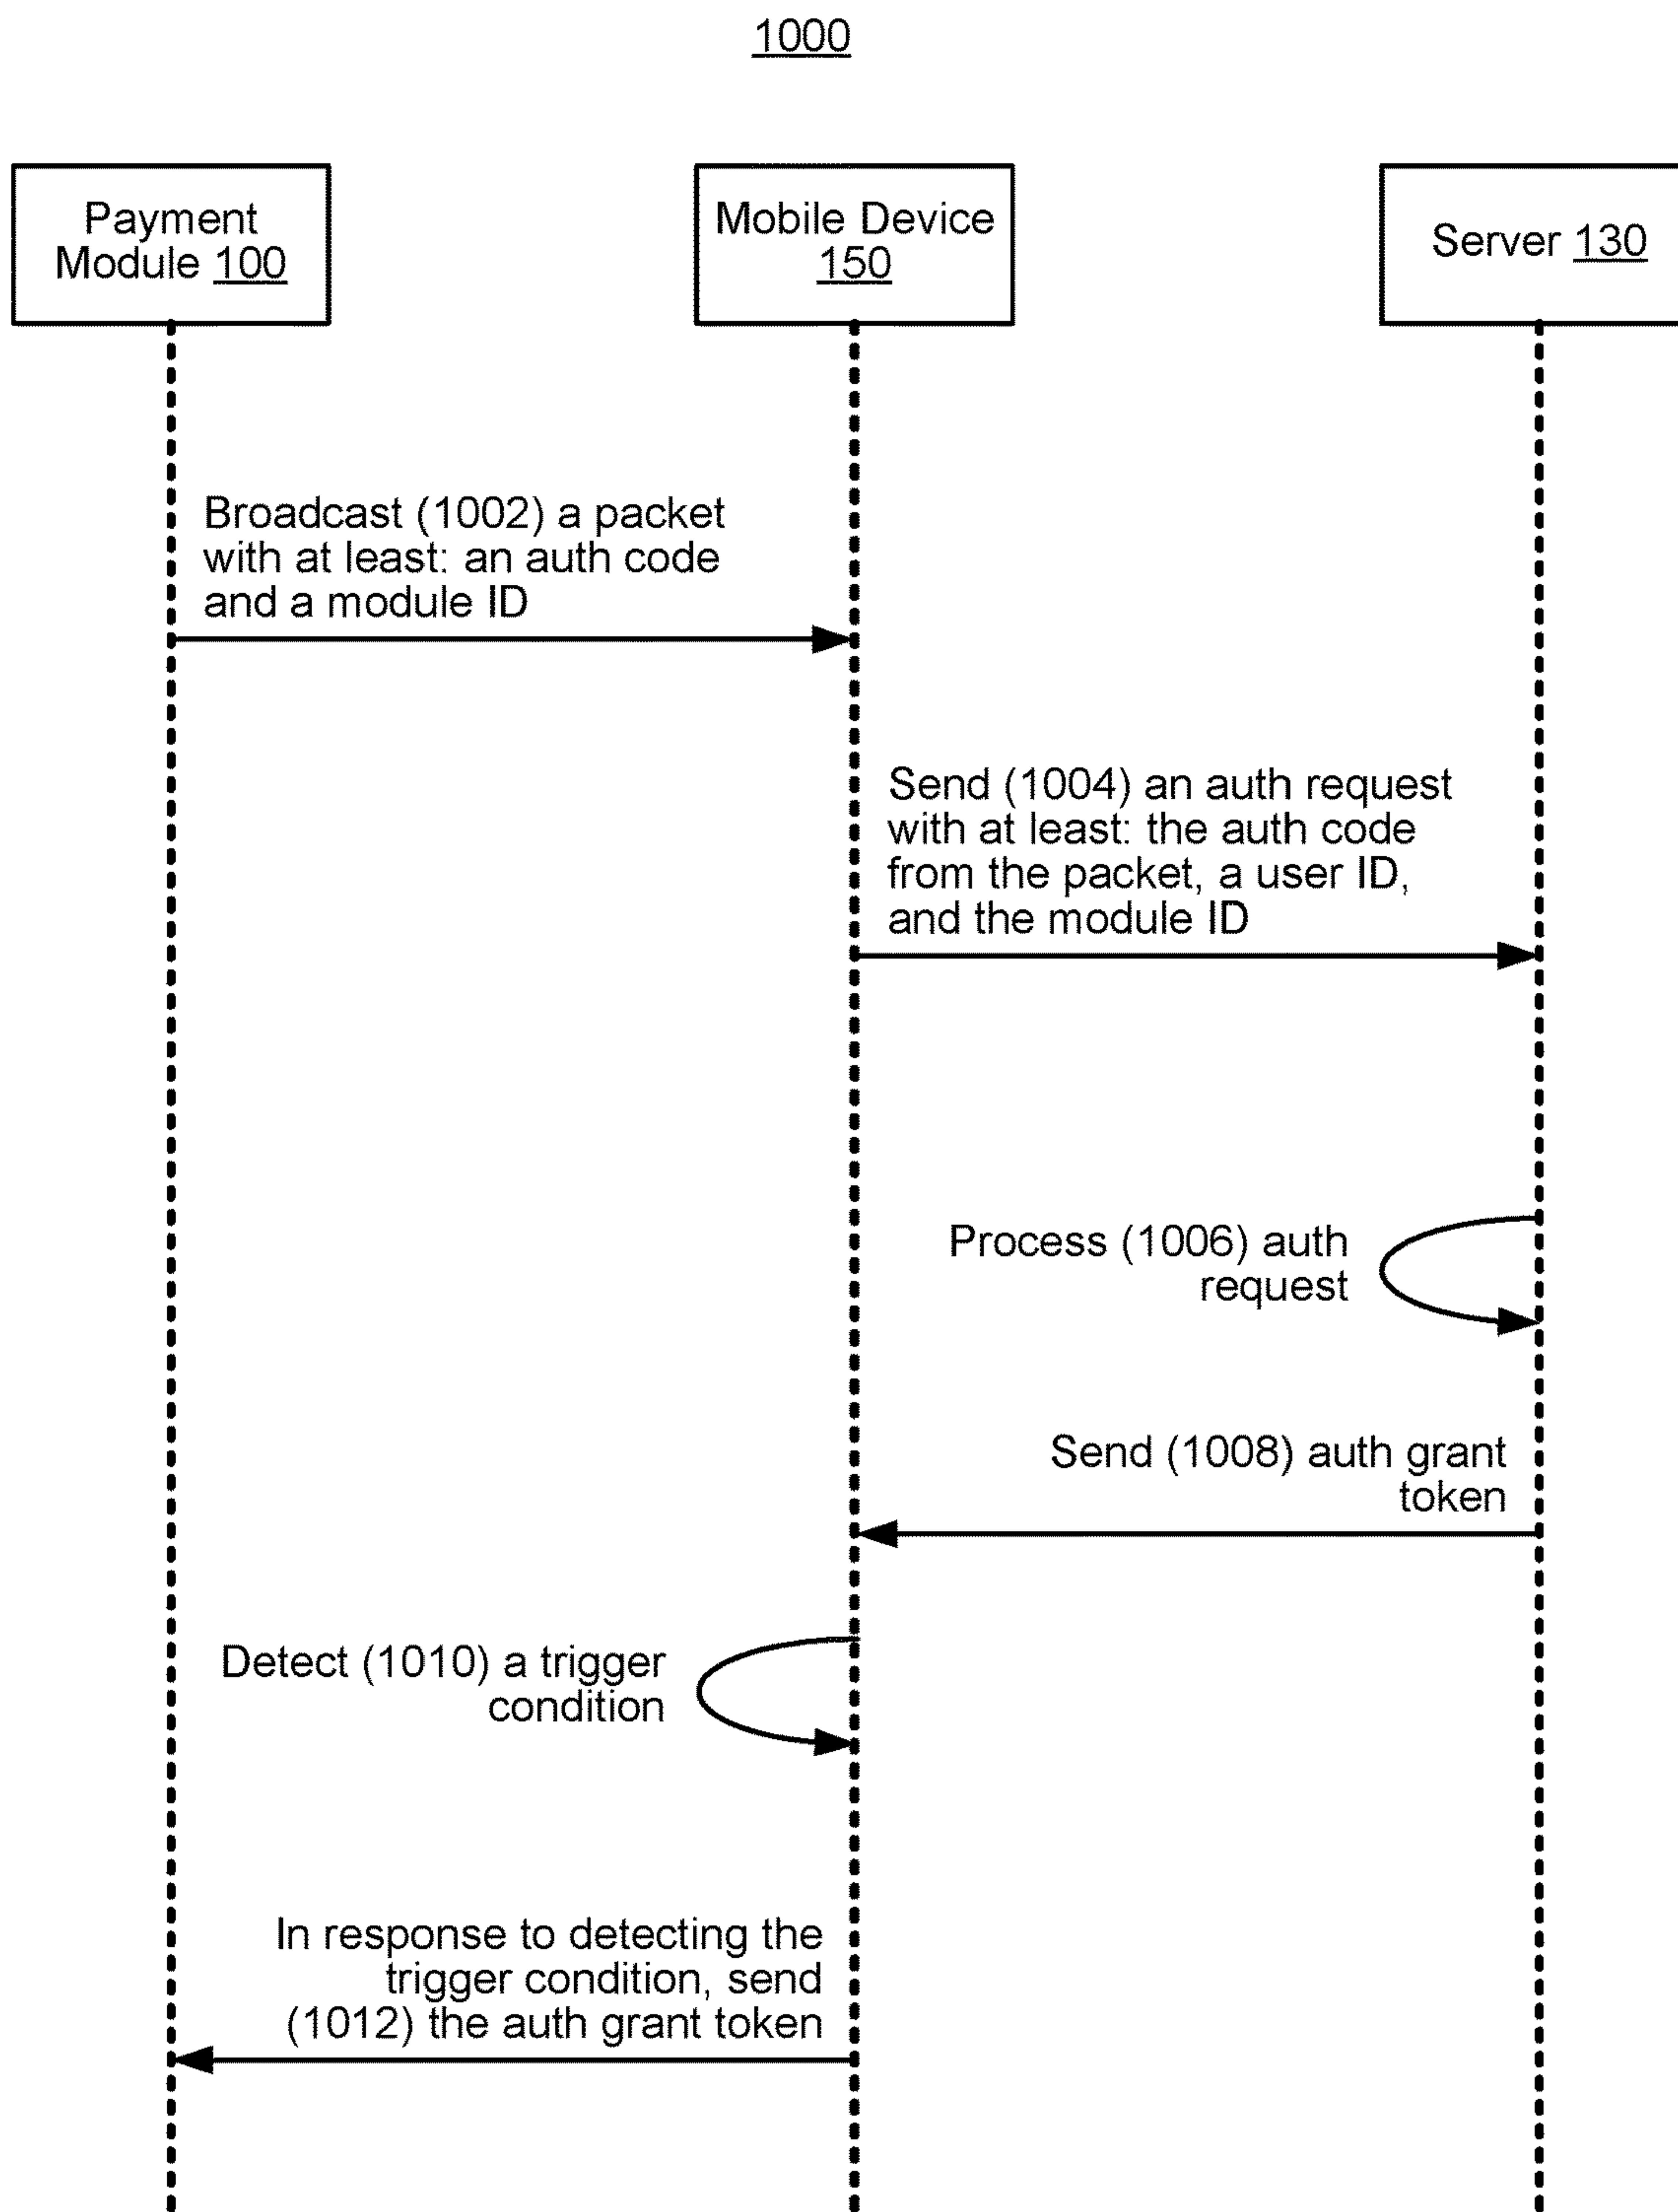 1000
Payment
Module 100
Mobile Device
150
Server 130
Broadcast (1002) a packet
with at least: an auth code
and a module ID
Send (1004) an auth request
with at least: the auth code
from the packet, a user ID,
and the module ID
Process (1006) auth
request
Send (1008) auth grant
token
Detect (1010) a trigger
condition
In response to detecting the
trigger condition, send
(1012) the auth grant token